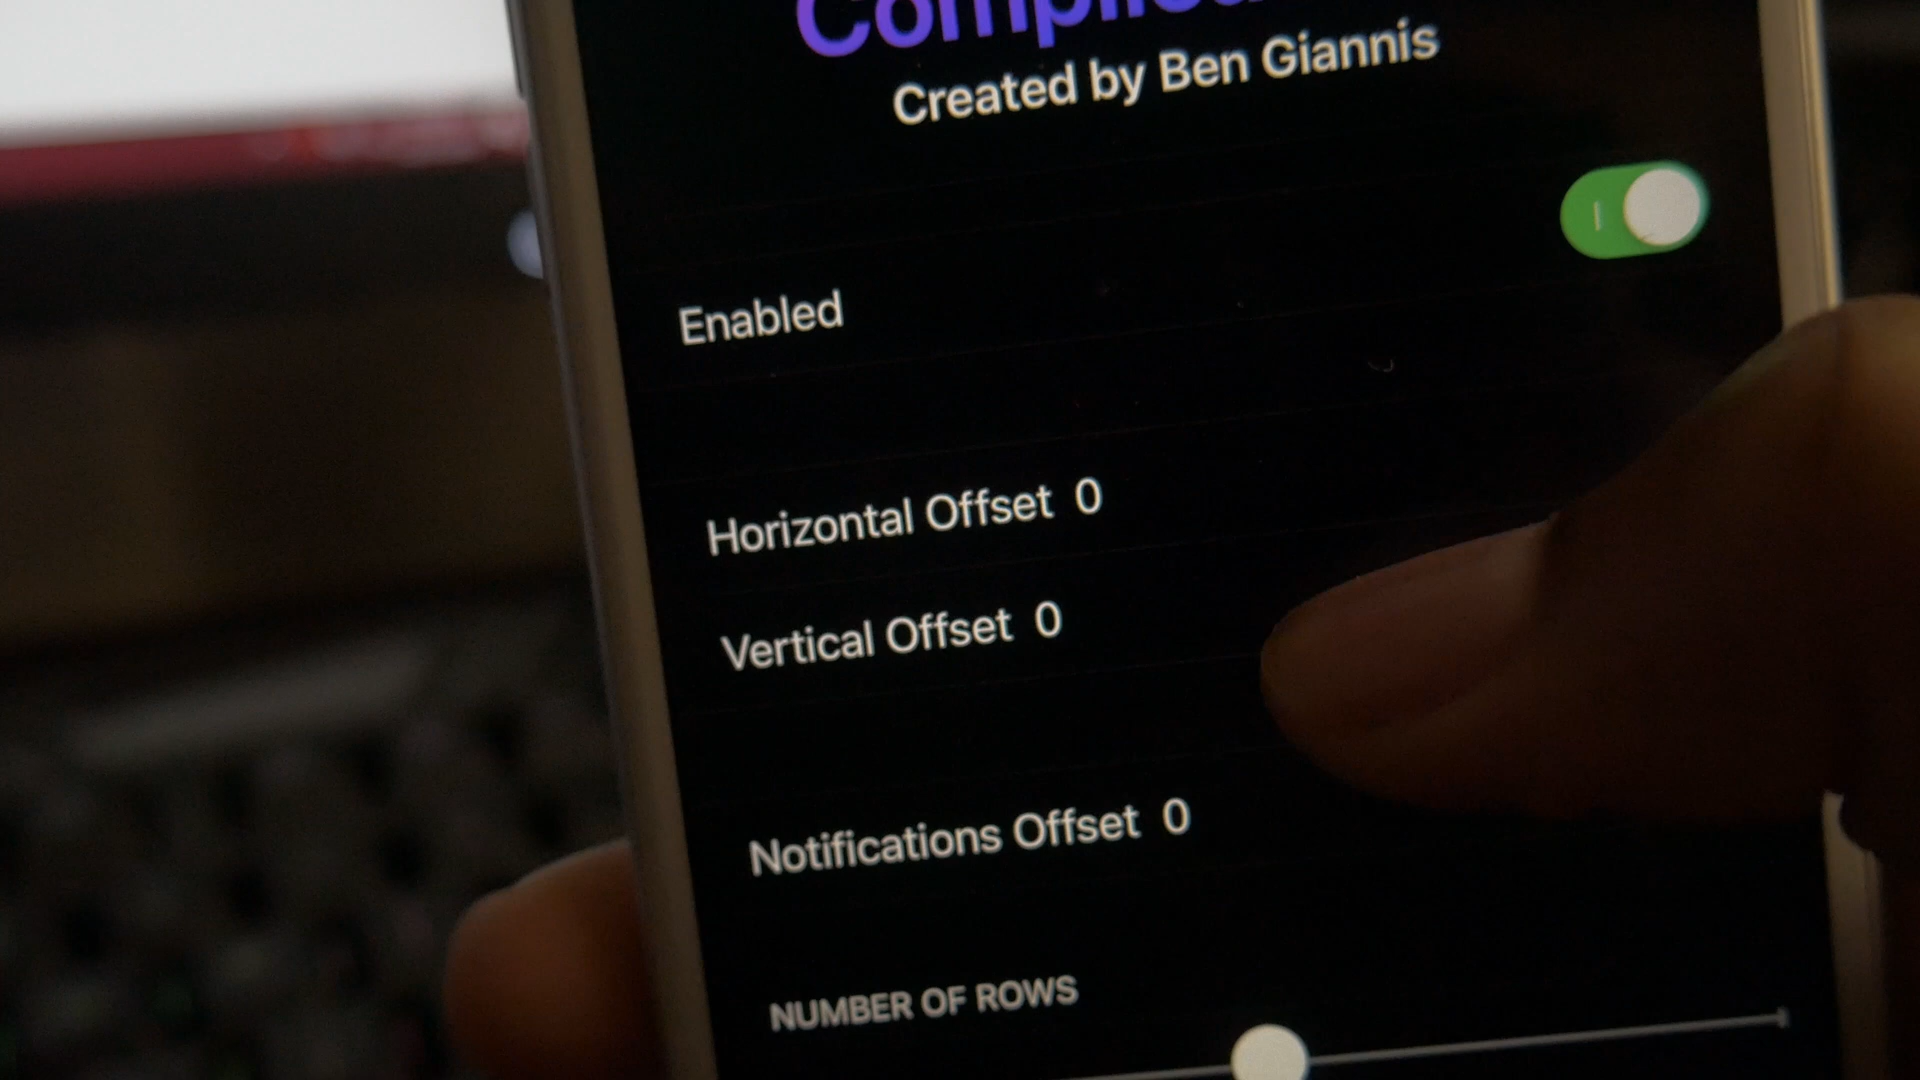 Created by Ben Giannis
Enabled
Horizontal Offset 0
Vertical Offset 0
Notifications Offset 0
NUMBER OF ROWS